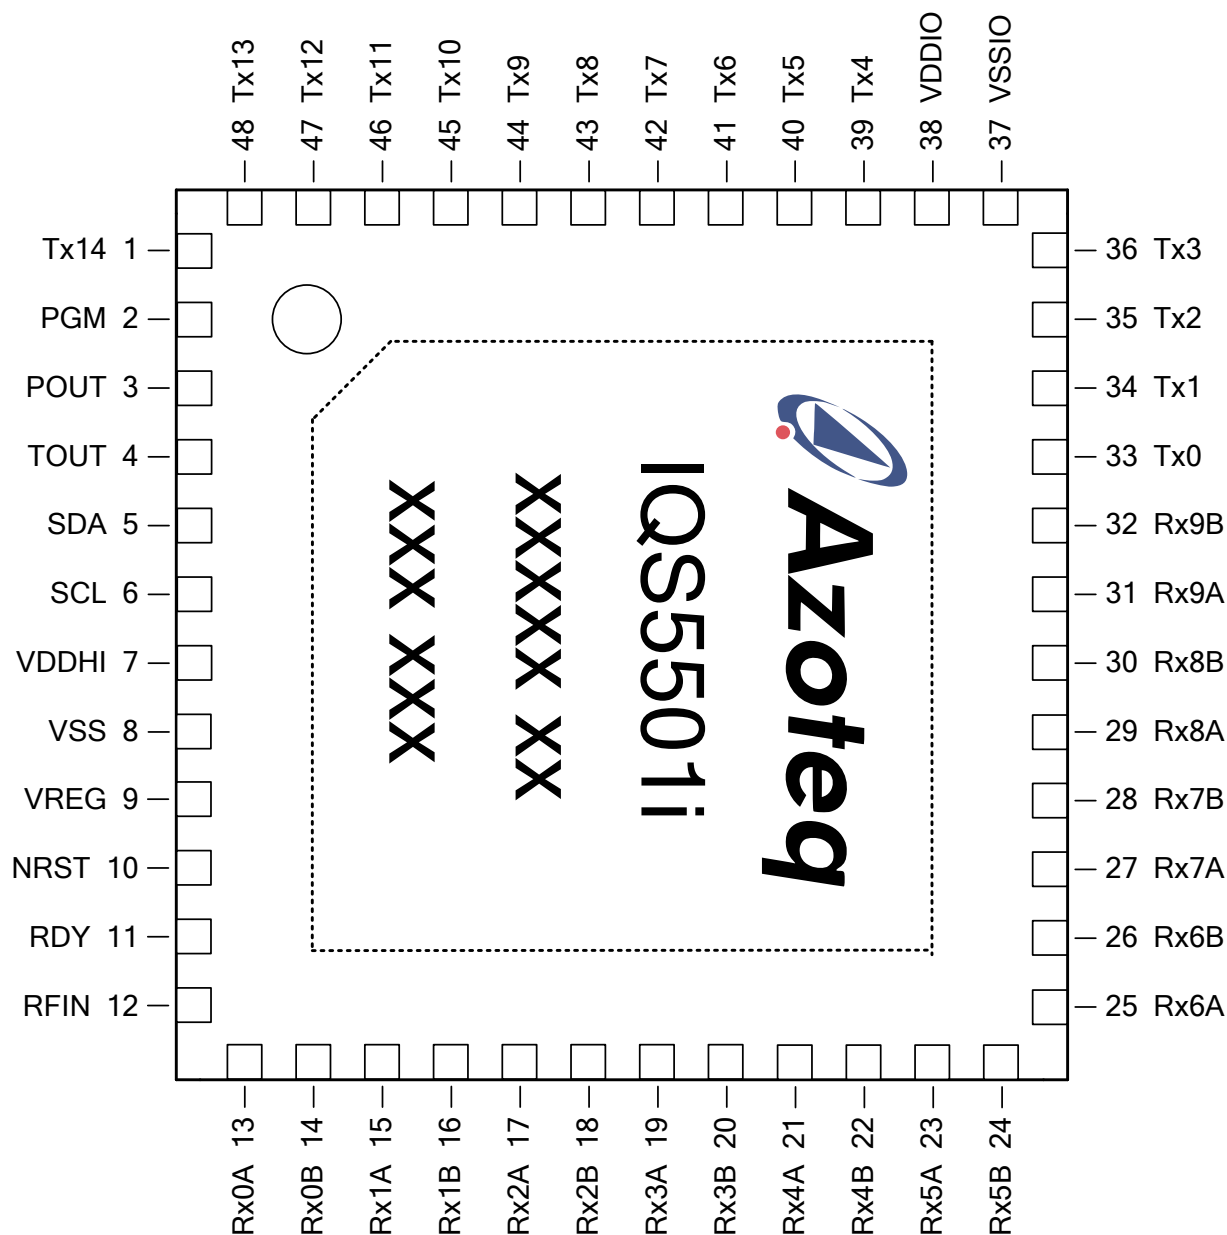 48 Tx13
47 Tx12
46 Tx11
45 Tx10
44 Tx9
43 Tx8
42 Tx7
41 Tx6
40 Tx5
39 Tx4
38 VDDIO
37 VSSIO
Tx14 1
PGM 2
POUT 3
TOUT 4
SDA 5
SCL 6
VDDHI 7
VSS 8
VREG 9
NRST 10
RDY 11
RFIN 12
Azoteq
IQS5501i
XXXXX XX
XXX XXX
36 Tx3
35 Tx2
34 Tx1
33 Tx0
32 Rx9B
31 Rx9A
30 Rx8B
29 Rx8A
28 Rx7B
27 Rx7A
26 Rx6B
25 Rx6A
Rx0A 13
Rx0B 14
Rx1A 15
Rx1B 16
Rx2A 17
Rx2B 18
Rx3A 19
Rx3B 20
Rx4A 21
Rx4B 22
Rx5A 23
Rx5B 24